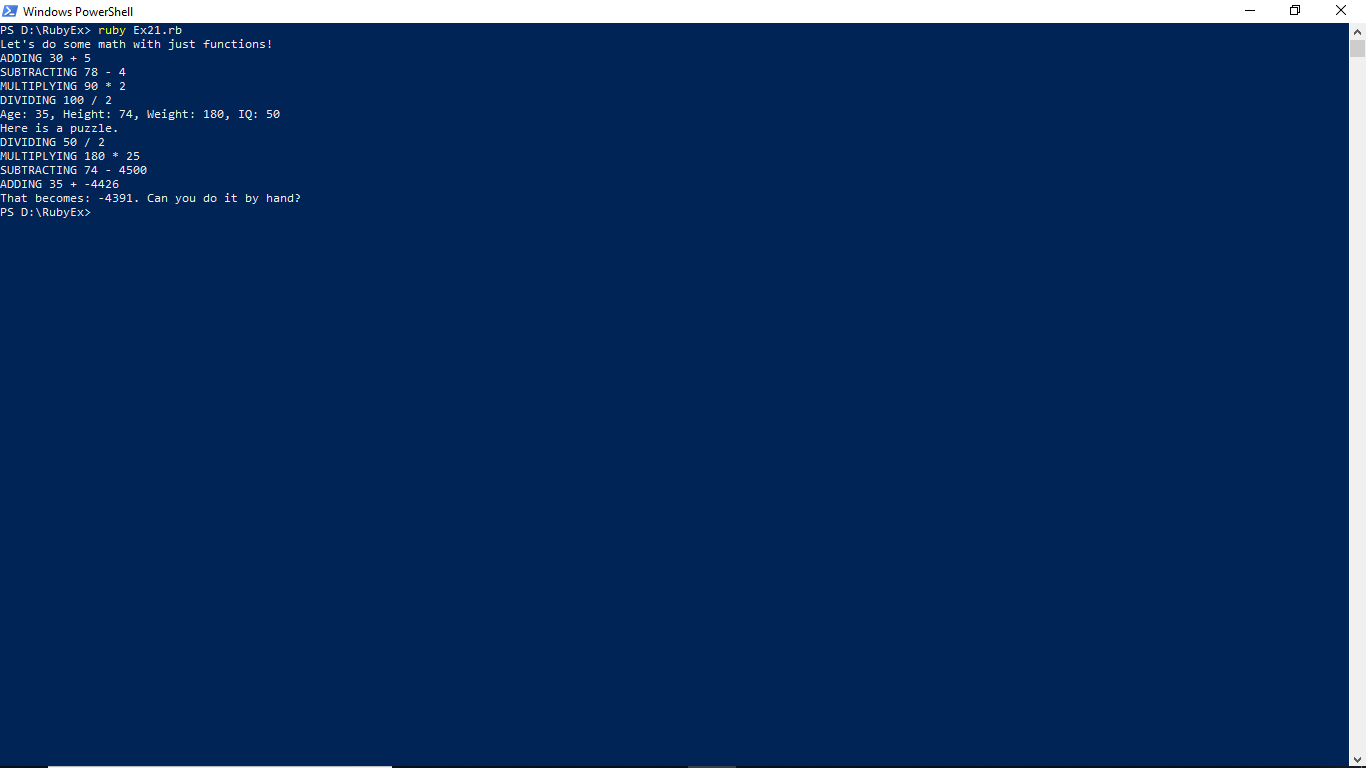 Windows PowerShell
PS D:\RubyEx> ruby Ex21.rb
Let's do some math with just functions!
ADDING 30 + 5
SUBTRACTING 78 - 4
MULTIPLYING 90 * 2
DIVIDING 100 / 2
Age: 35, Height: 74, Weight: 180, IQ: 50
Here is a puzzle.
DIVIDING 50 / 2
MULTIPLYING 180 * 25
SUBTRACTING 74 - 4500
ADDING 35 + -4426
That becomes: -4391. Can you do it by hand?
PS D:\RubyEx>